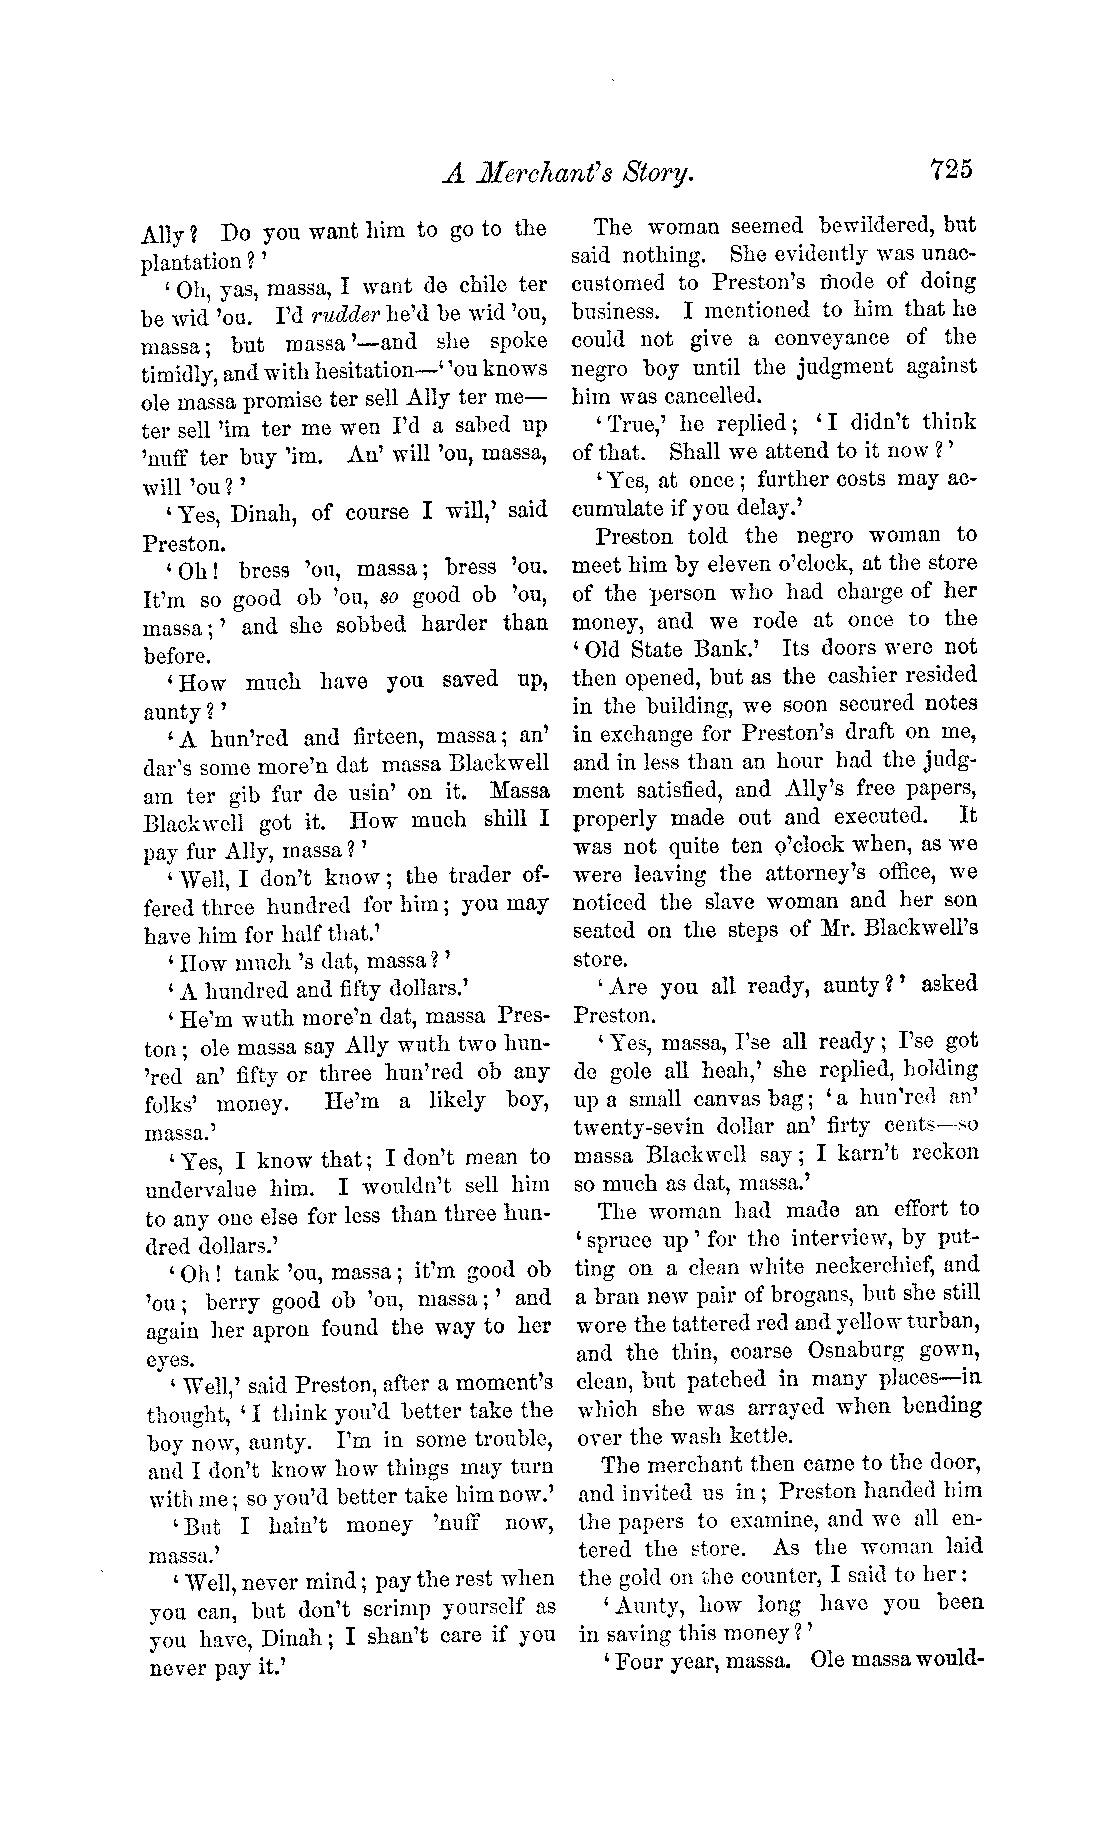 A Merchant's Story. 725
Ally? Do you want him to go to the
plantation?'
'Oh, yas, massa, I want de chile ter
be wid 'ou. I'd rudder he'd be wid 'ou,
massa; but massa'—and she spoke
timidly, and with hesitation—''ou knows
ole massa promise ter sell Ally ter me—
ter sell 'im ter me wen I'd a sabed up
'nuff ter buy 'im. An' will 'ou, massa,
will 'ou?'
'Yes, Dinah, of course I will,' said
Preston.
'Oh! bress 'ou, massa; bress 'ou.
It'm so good ob 'ou, so good ob 'ou,
massa;' and she sobbed harder than
before.
'How much have you saved up,
aunty?'
'A hun'red and firteen, massa; an'
dar's some more'n dat massa Blackwell
am ter gib fur de usin' on it. Massa
Blackwell got it. How much shill I
pay fur Ally, massa?'
'Well, I don't know; the trader of-
fered three hundred for him; you may
have him for half that.'
'How much 's dat, massa?'
'A hundred and fifty dollars.'
'He'm wuth more'n dat, massa Pres-
ton; ole massa say Ally wuth two hun-
'red an' fifty or three hun'red ob any
folks' money. He'm a likely boy,
massa.'
'Yes, I know that; I don't mean to
undervalue him. I wouldn't sell him
to any one else for less than three hun-
dred dollars.'
'Oh! tank 'ou, massa; it'm good ob
'ou; berry good ob 'ou, massa;' and
again her apron found the way to her
eyes.
'Well,' said Preston, after a moment's
thought, 'I think you'd better take the
boy now, aunty. I'm in some trouble,
and I don't know how things may turn
with me; so you'd better take him now.'
'But I hain't money 'nuff now,
massa.'
'Well, never mind; pay the rest when
you can, but don't scrimp yourself as
you have, Dinah; I shan't care if you
never pay it.'
The woman seemed bewildered, but
said nothing. She evidently was unac-
customed to Preston's mode of doing
business. I mentioned to him that he
could not give a conveyance of the
negro boy until the judgment against
him was cancelled.
'True,' he replied; 'I didn't think
of that. Shall we attend to it now?'
'Yes, at once; further costs may ac-
cumulate if you delay.'
Preston told the negro woman to
meet him by eleven o'clock, at the store
of the person who had charge of her
money, and we rode at once to the
'Old State Bank.' Its doors were not
then opened, but as the cashier resided
in the building, we soon secured notes
in exchange for Preston's draft on me,
and in less than an hour had the judg-
ment satisfied, and Ally's free papers,
properly made out and executed. It
was not quite ten o'clock when, as we
were leaving the attorney's office, we
noticed the slave woman and her son
seated on the steps of Mr. Blackwell's
store.
'Are you all ready, aunty?' asked
Preston.
'Yes, massa, I'se all ready; I'se got
de gole all heah,' she replied, holding
up a small canvas bag; 'a hun'red an'
twenty-sevin dollar an' firty cents—so
massa Blackwell say; I karn't reckon
so much as dat, massa.'
The woman had made an effort to
'spruce up' for the interview, by put-
ting on a clean white neckerchief, and
a bran new pair of brogans, but she still
wore the tattered red and yellow turban,
and the thin, coarse Osnaburg gown,
clean, but patched in many places—in
which she was arrayed when bending
over the wash kettle.
The merchant then came to the door,
and invited us in; Preston handed him
the papers to examine, and we all en-
tered the store. As the woman laid
the gold on the counter, I said to her:
'Aunty, how long have you been
in saving this money?'
'Four year, massa. Ole massa would-